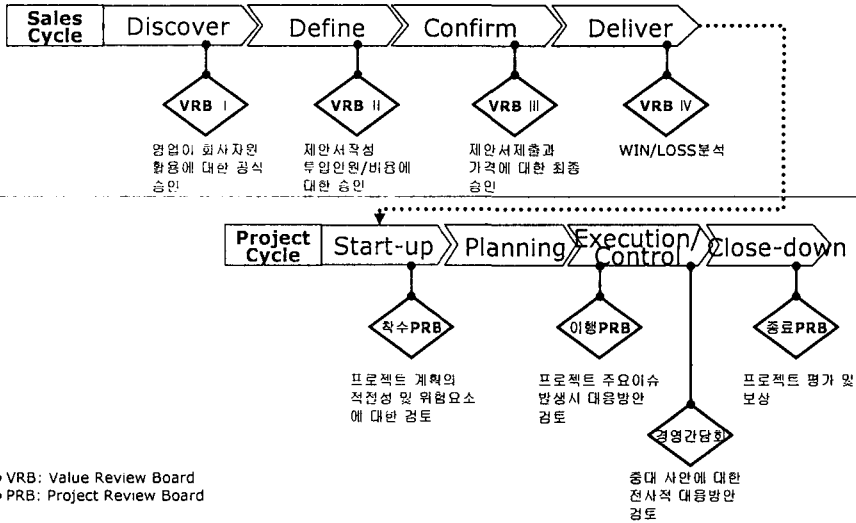 Sales
Cycle
Discover
Define
Confirm
Deliver
VRB I
VRB II
VRB III
VRB IV
영업이 회사자원
활용에 대한 공식
승인
제안서작성
투입인원/비용에
대한 승인
제안서제출과
가격에 대한 최종
승인
WIN/LOSS분석
Project
Cycle
Start-up
Planning
Execution/
Control
Close-down
착수PRB
이행PRB
종료PRB
프로젝트 계획의
적전성 및 위험요소
에 대한 검토
프로젝트 주요이슈
발생시 대응방안
검토
프로젝트 평가 및
보상
경영간담회
중대 사안에 대한
전사적 대응방안
검토
VRB: Value Review Board
PRB: Project Review Board